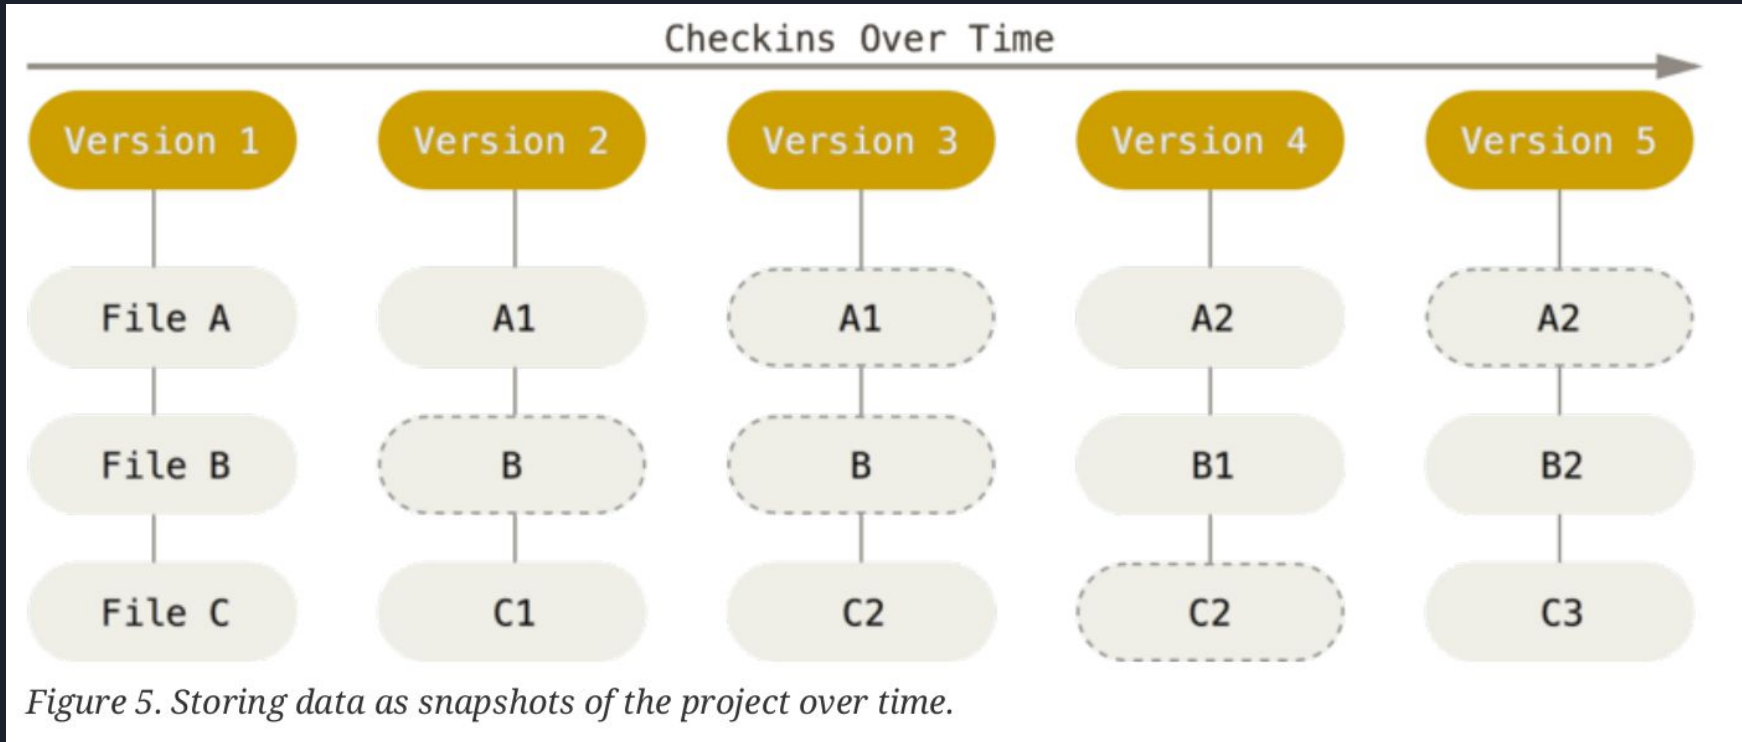 Checkins Over Time
Version 1 Version 2 Version 3 Version 4 Version 5
File A A1 A1 A2 A2
File B B B B1 B2
File C C1 C2 C2 C3
Figure 5. Storing data as snapshots of the project over time.